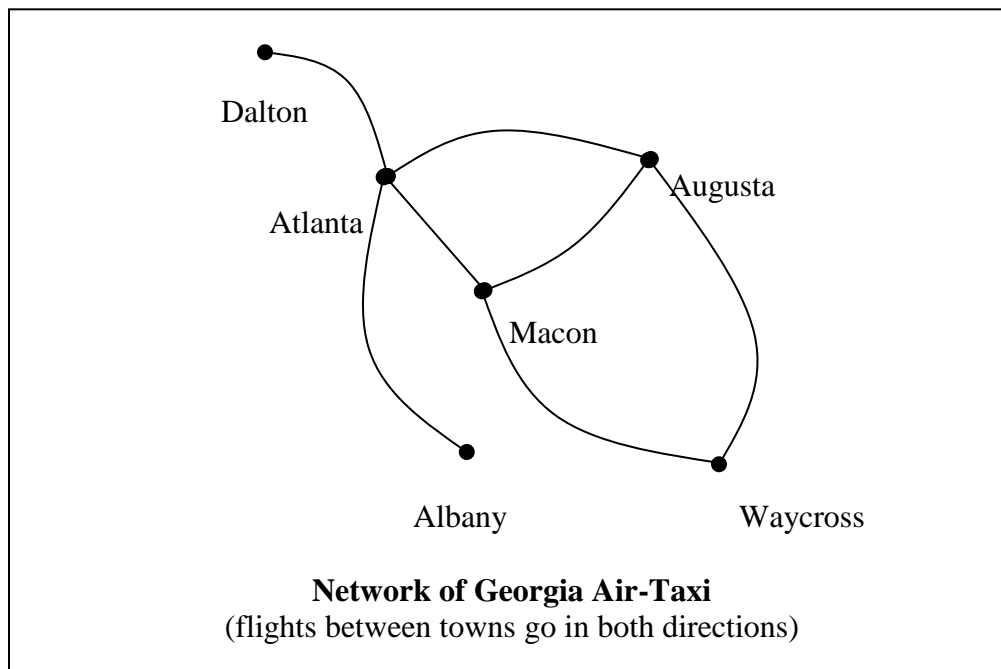 Dalton
Augusta
Atlanta
Macon
Albany
Waycross
Network of Georgia Air-Taxi
(flights between towns go in both directions)